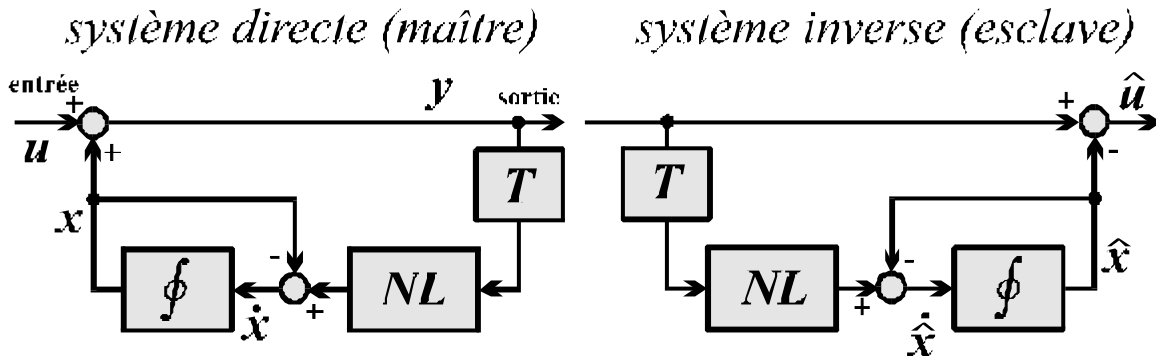 système directe (maître)
système inverse (esclave)
entrée
+
y
sortie
u
+
T
x
-
∮
ẋ
+
NL
+
û
-
T
NL
+
-
∮
x̂
x̂̇